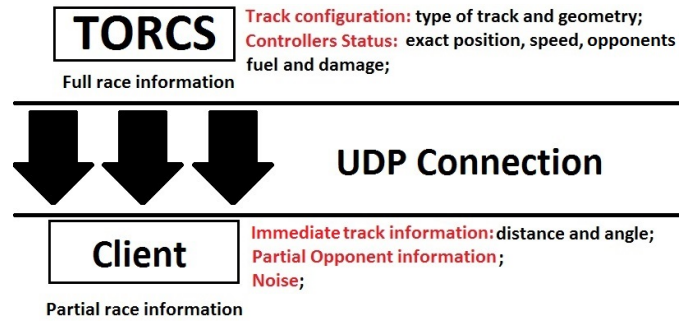 TORCS
Full race information
Track configuration: type of track and geometry;
Controllers Status: exact position, speed, opponents
fuel and damage;
UDP Connection
Client
Partial race information
Immediate track information: distance and angle;
Partial Opponent information ;
Noise;